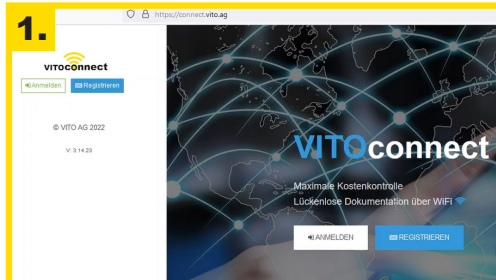 1.
https://connect.vito.ag
VITOconnect
Anmelden
Registrieren
© VITO AG 2022
V: 3.14.23
VITOconnect
Maximale Kostenkontrolle
Lückenlose Dokumentation über WiFi
ANMELDEN
REGISTRIEREN